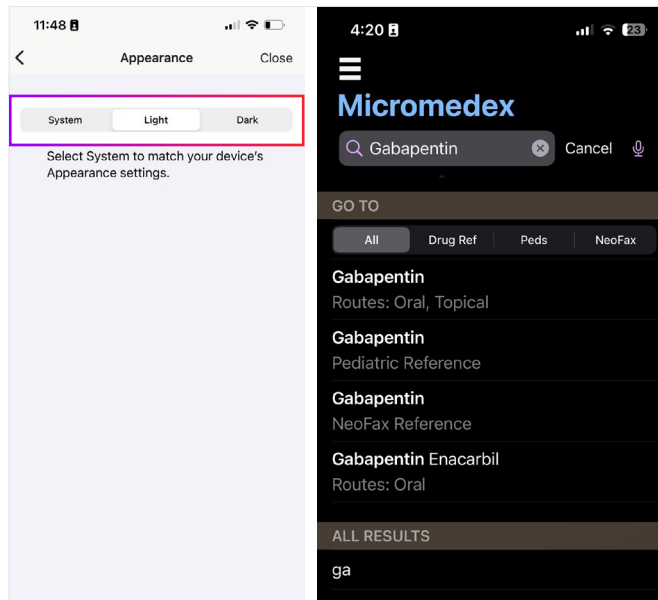 11:48
Appearance
Close
System
Light
Dark
Select System to match your device's
Appearance settings.
4:20
23
Micromedex
Gabapentin
Cancel
GO TO
All
Drug Ref
Peds
NeoFax
Gabapentin
Routes: Oral, Topical
Gabapentin
Pediatric Reference
Gabapentin
NeoFax Reference
Gabapentin Enacarbil
Routes: Oral
ALL RESULTS
ga